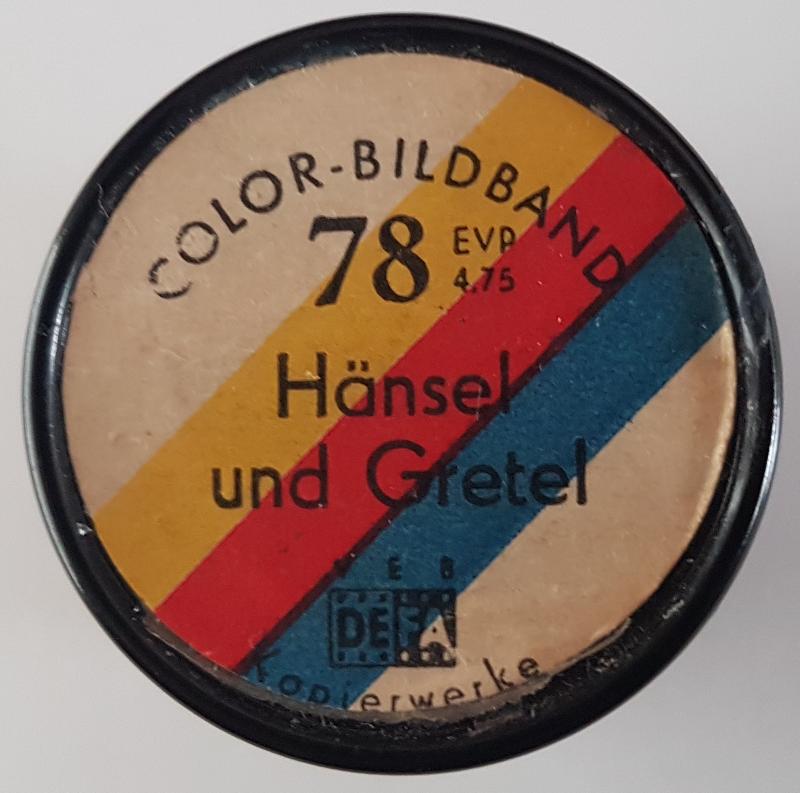 COLOR-BILDBAND
78 EVP
4.75
Hänsel
und Gretel
VEB
DEFA
Kopierwerke